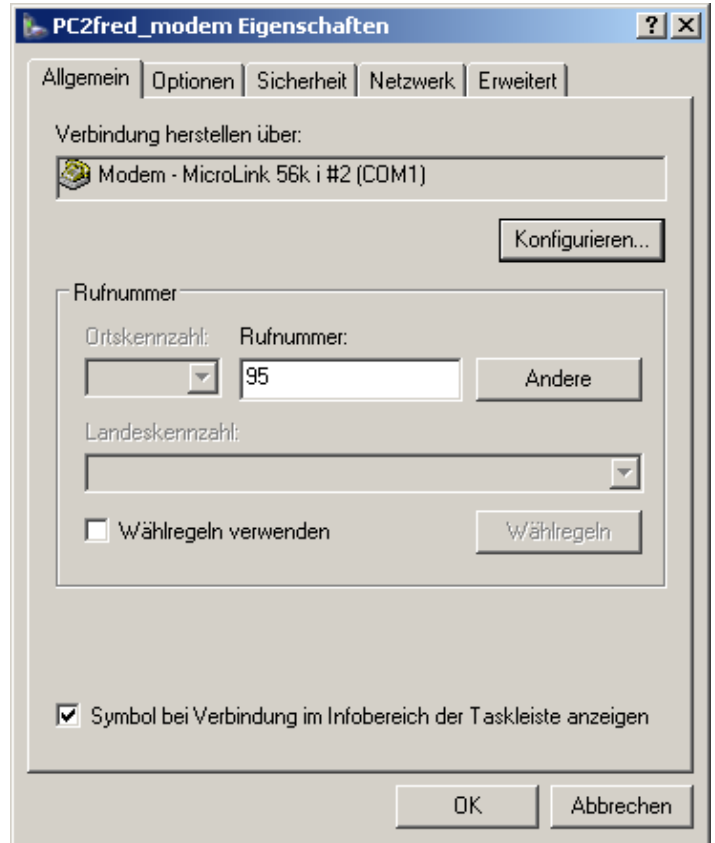 PC2fred_modem Eigenschaften
Allgemein Optionen Sicherheit Netzwerk Erweitert
Verbindung herstellen über:
Modem - MicroLink 56k i #2 (COM1)
Konfigurieren...
Rufnummer
Ortskennzahl: Rufnummer:
95 Andere
Landeskennzahl:
Wählregeln verwenden Wählregeln
Symbol bei Verbindung im Infobereich der Taskleiste anzeigen
OK Abbrechen